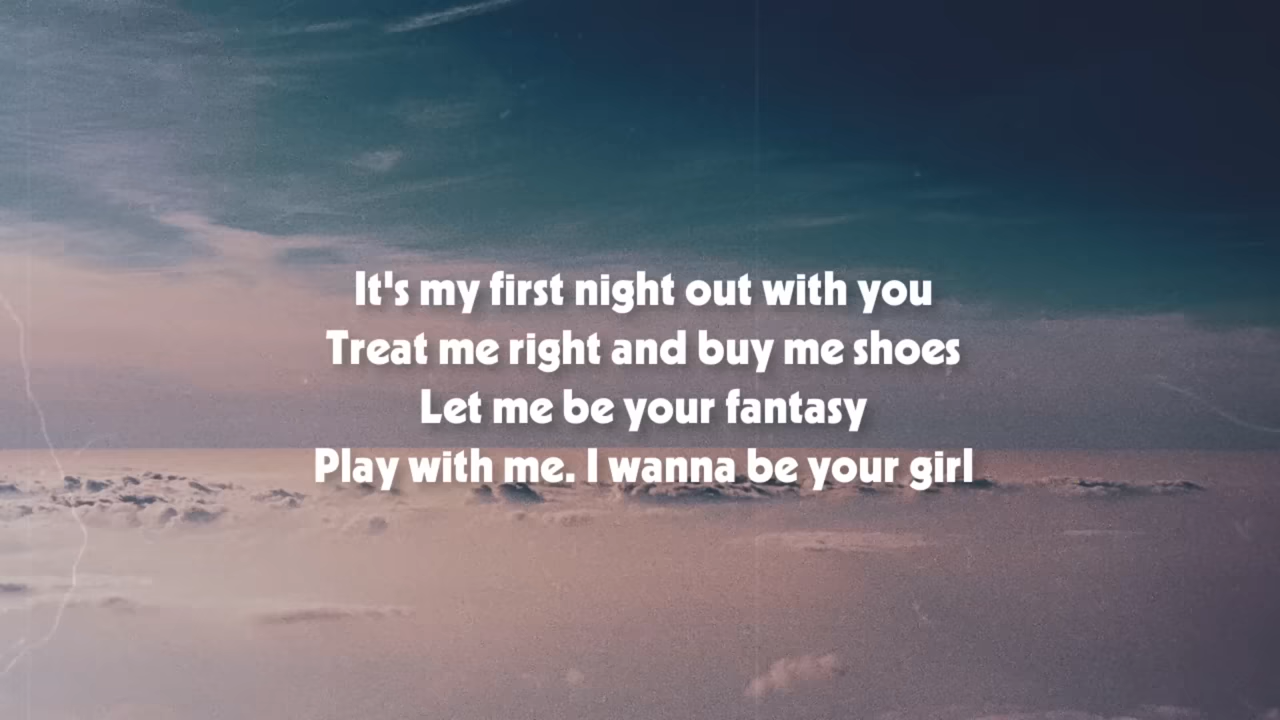 It's my first night out with you
Treat me right and buy me shoes
Let me be your fantasy
Play with me. I wanna be your girl